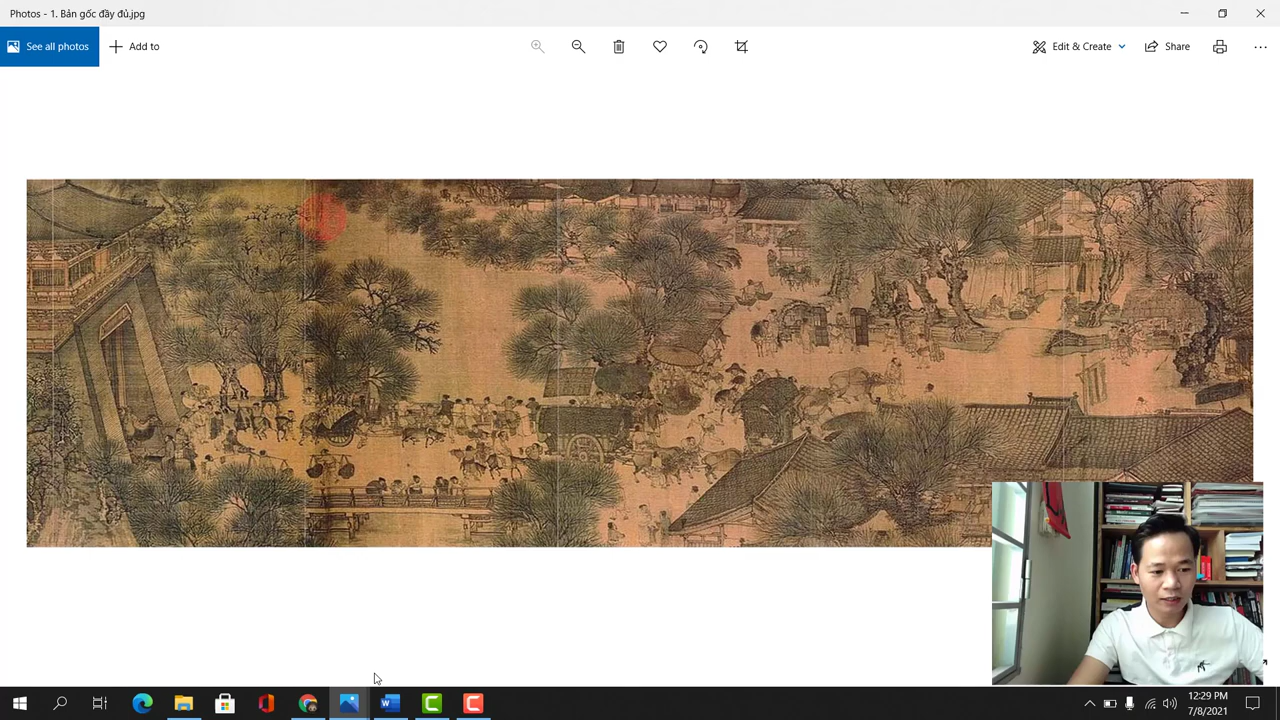 Photos - 1. Bản gốc đầy đủ.jpg
See all photos
Add to
Edit & Create
Share
12:29 PM
7/8/2021